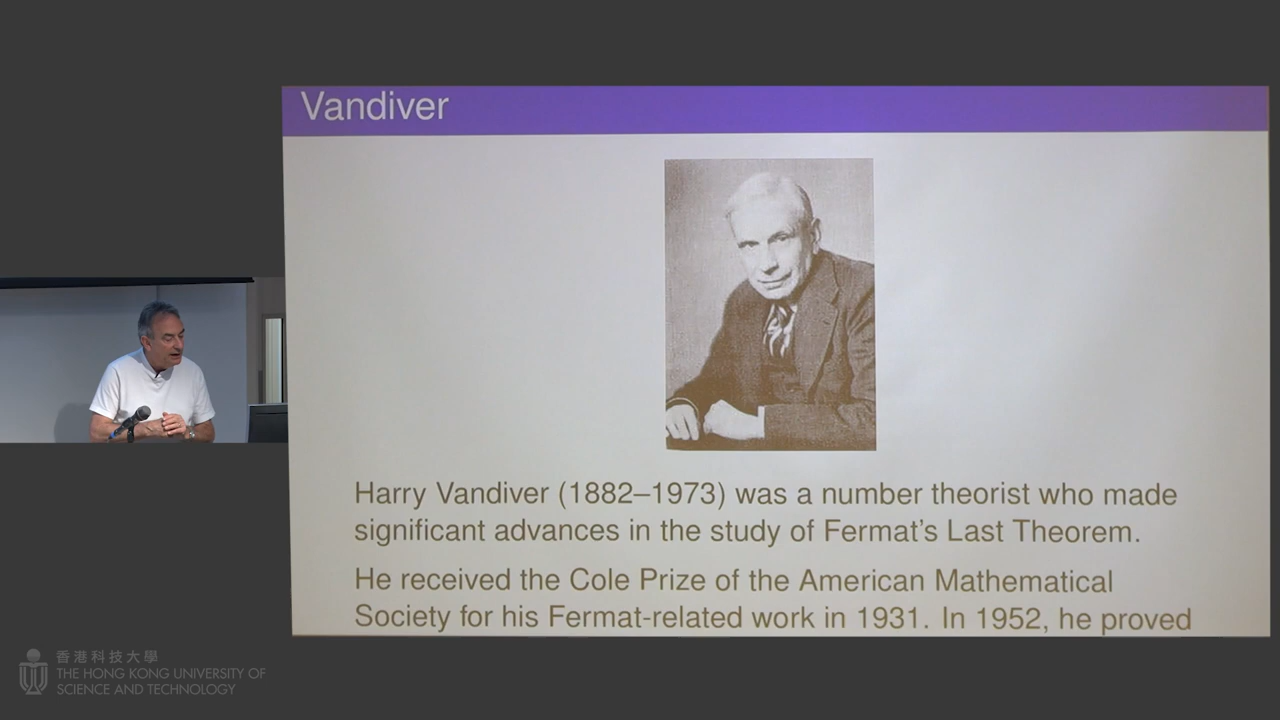 Vandiver
Harry Vandiver (1882–1973) was a number theorist who made
significant advances in the study of Fermat's Last Theorem.
He received the Cole Prize of the American Mathematical
Society for his Fermat-related work in 1931. In 1952, he proved
香港科技大學
THE HONG KONG UNIVERSITY OF
SCIENCE AND TECHNOLOGY